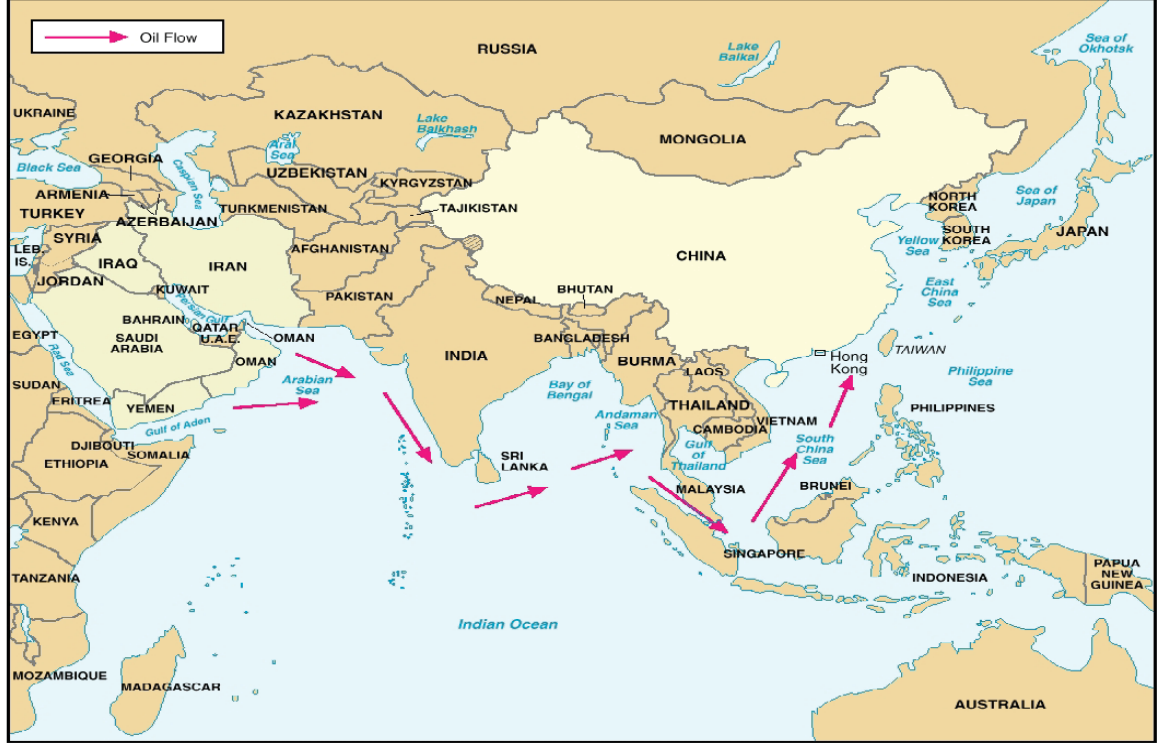 Oil Flow
RUSSIA
Lake
Baikal
Sea of
Okhotsk
UKRAINE
KAZAKHSTAN
Lake
Balkhash
MONGOLIA
Aral
Sea
GEORGIA
Black Sea
Caspian Sea
UZBEKISTAN
KYRGYZSTAN
ARMENIA
TURKEY
AZERBAIJAN
TURKMENISTAN
TAJIKISTAN
NORTH
KOREA
Sea of
Japan
SOUTH
KOREA
JAPAN
Yellow
Sea
SYRIA
LEB.
IS.
IRAQ
IRAN
AFGHANISTAN
CHINA
JORDAN
KUWAIT
PAKISTAN
NEPAL
BHUTAN
East
China
Sea
Persian Gulf
BAHRAIN
QATAR
U.A.E.
OMAN
EGYPT
Red Sea
SAUDI
ARABIA
OMAN
INDIA
BANGLADESH
BURMA
LAOS
Hong
Kong
TAIWAN
Philippine
Sea
SUDAN
ERITREA
YEMEN
Arabian
Sea
Bay of
Bengal
Andaman
Sea
THAILAND
CAMBODIA
VIETNAM
PHILIPPINES
Gulf of Aden
DJIBOUTI
SOMALIA
ETHIOPIA
SRI
LANKA
Gulf
of
Thailand
South
China
Sea
MALAYSIA
BRUNEI
KENYA
SINGAPORE
TANZANIA
INDONESIA
PAPUA
NEW
GUINEA
Indian Ocean
MOZAMBIQUE
MADAGASCAR
AUSTRALIA